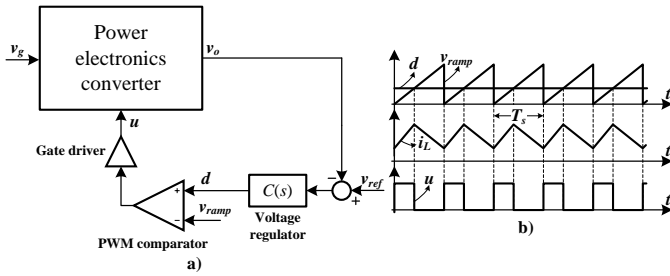 Power
electronics
converter
v_g
v_o
u
Gate driver
d
C(s)
v_ref
+
−
v_ramp
−
+
Voltage
regulator
PWM comparator
a)
d
v_ramp
t
T_s
i_L
t
u
t
b)